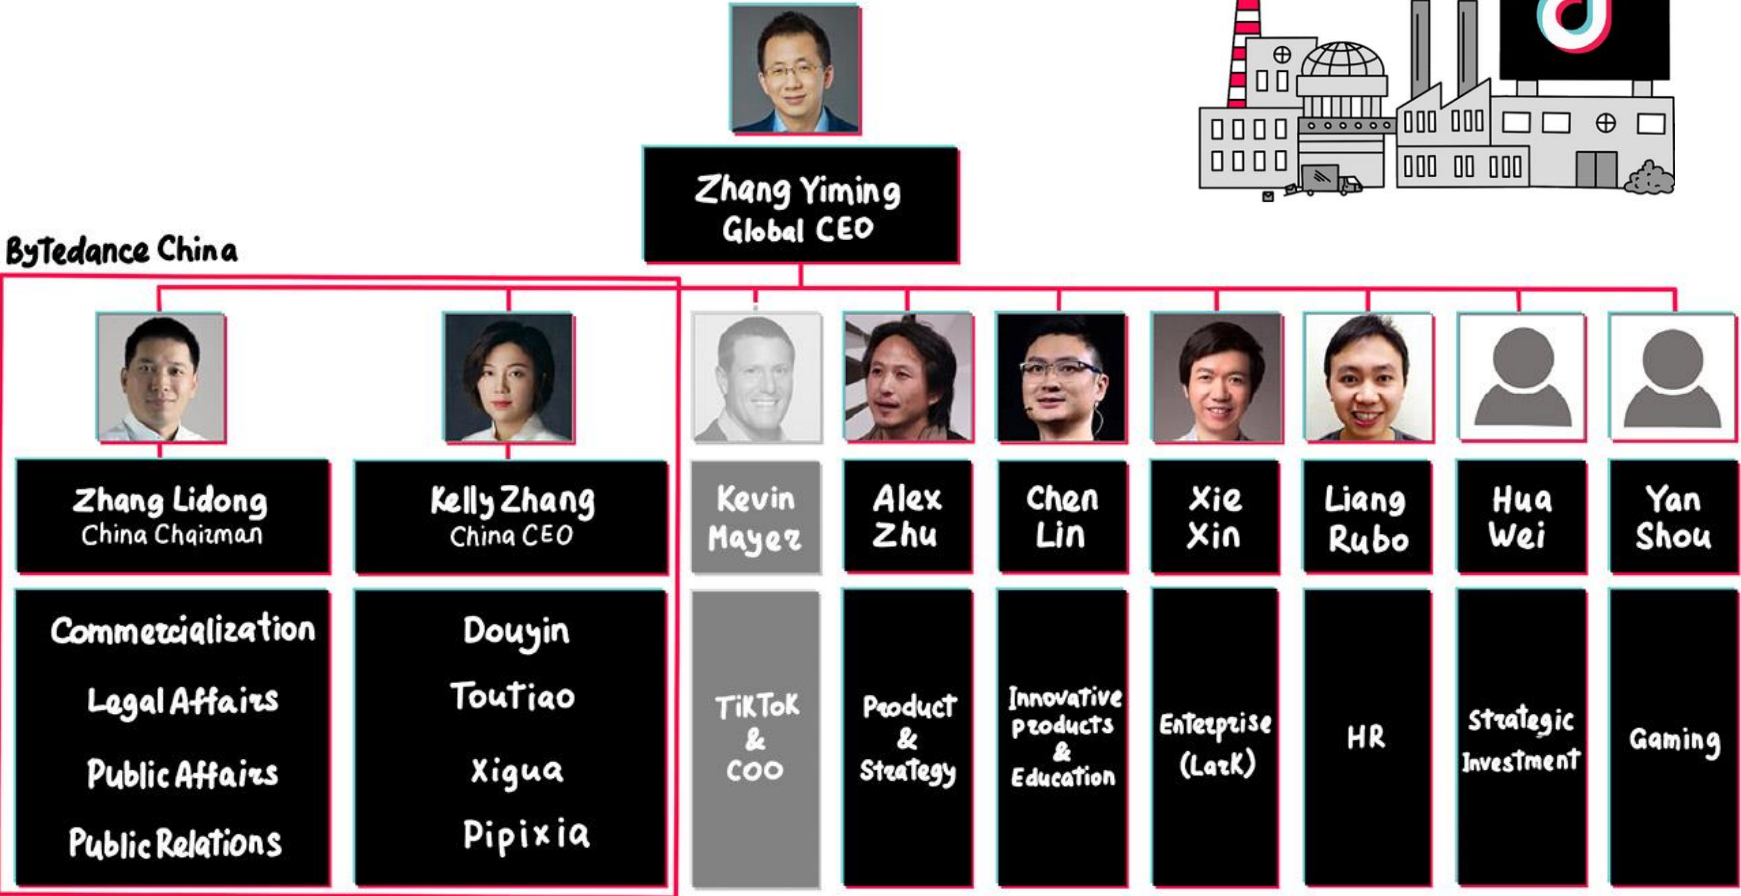 Zhang Yiming
Global CEO
ByTedance China
Zhang Lidong
China Chairman
Kelly Zhang
China CEO
Kevin
Mayer
Alex
Zhu
Chen
Lin
Xie
Xin
Liang
Rubo
Hua
Wei
Yan
Shou
Commercialization
Legal Affairs
Public Affairs
Public Relations
Douyin
Toutiao
Xigua
Pipixia
TikTok
&
COO
Product
&
Strategy
Innovative
products
&
Education
Enterprise
(Lark)
HR
Strategic
Investment
Gaming